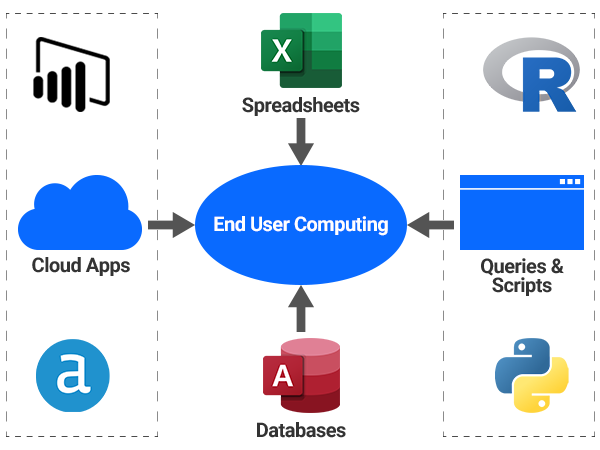 X
Spreadsheets
R
End User Computing
Cloud Apps
Queries &
Scripts
a
A
Databases